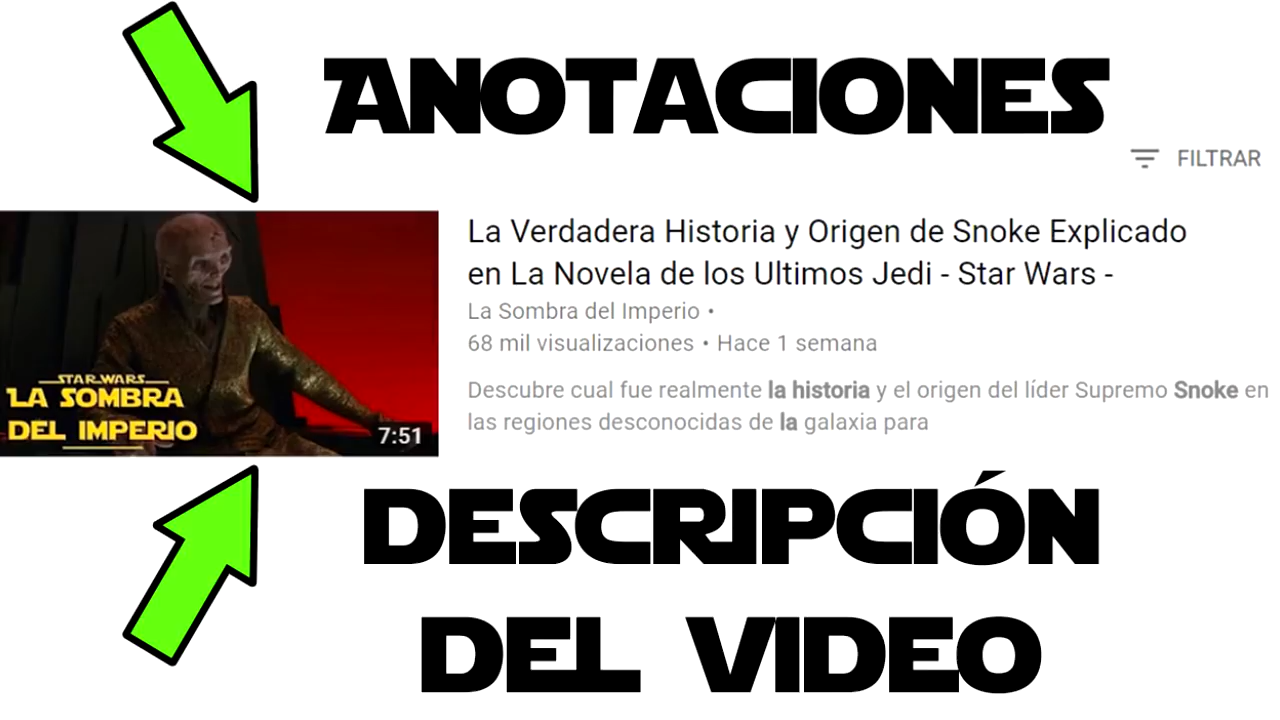 ANOTACIONES
FILTRAR
La Verdadera Historia y Origen de Snoke Explicado
en La Novela de los Ultimos Jedi - Star Wars -
La Sombra del Imperio •
68 mil visualizaciones • Hace 1 semana
Descubre cual fue realmente la historia y el origen del líder Supremo Snoke en
las regiones desconocidas de la galaxia para
STAR WARS
LA SOMBRA
DEL IMPERIO
7:51
DESCRIPCIÓN
DEL VIDEO